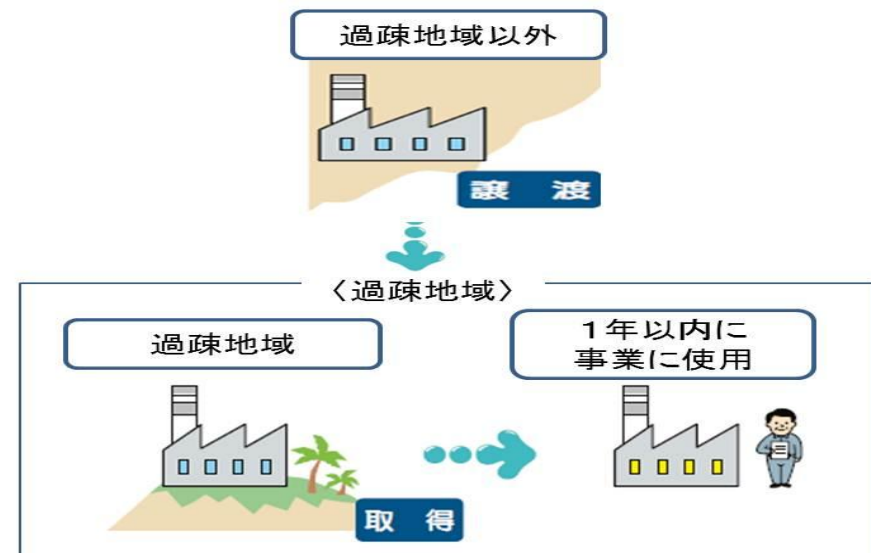 過疎地域以外
譲　渡
〈過疎地域〉
過疎地域
1年以内に
事業に使用
取　得